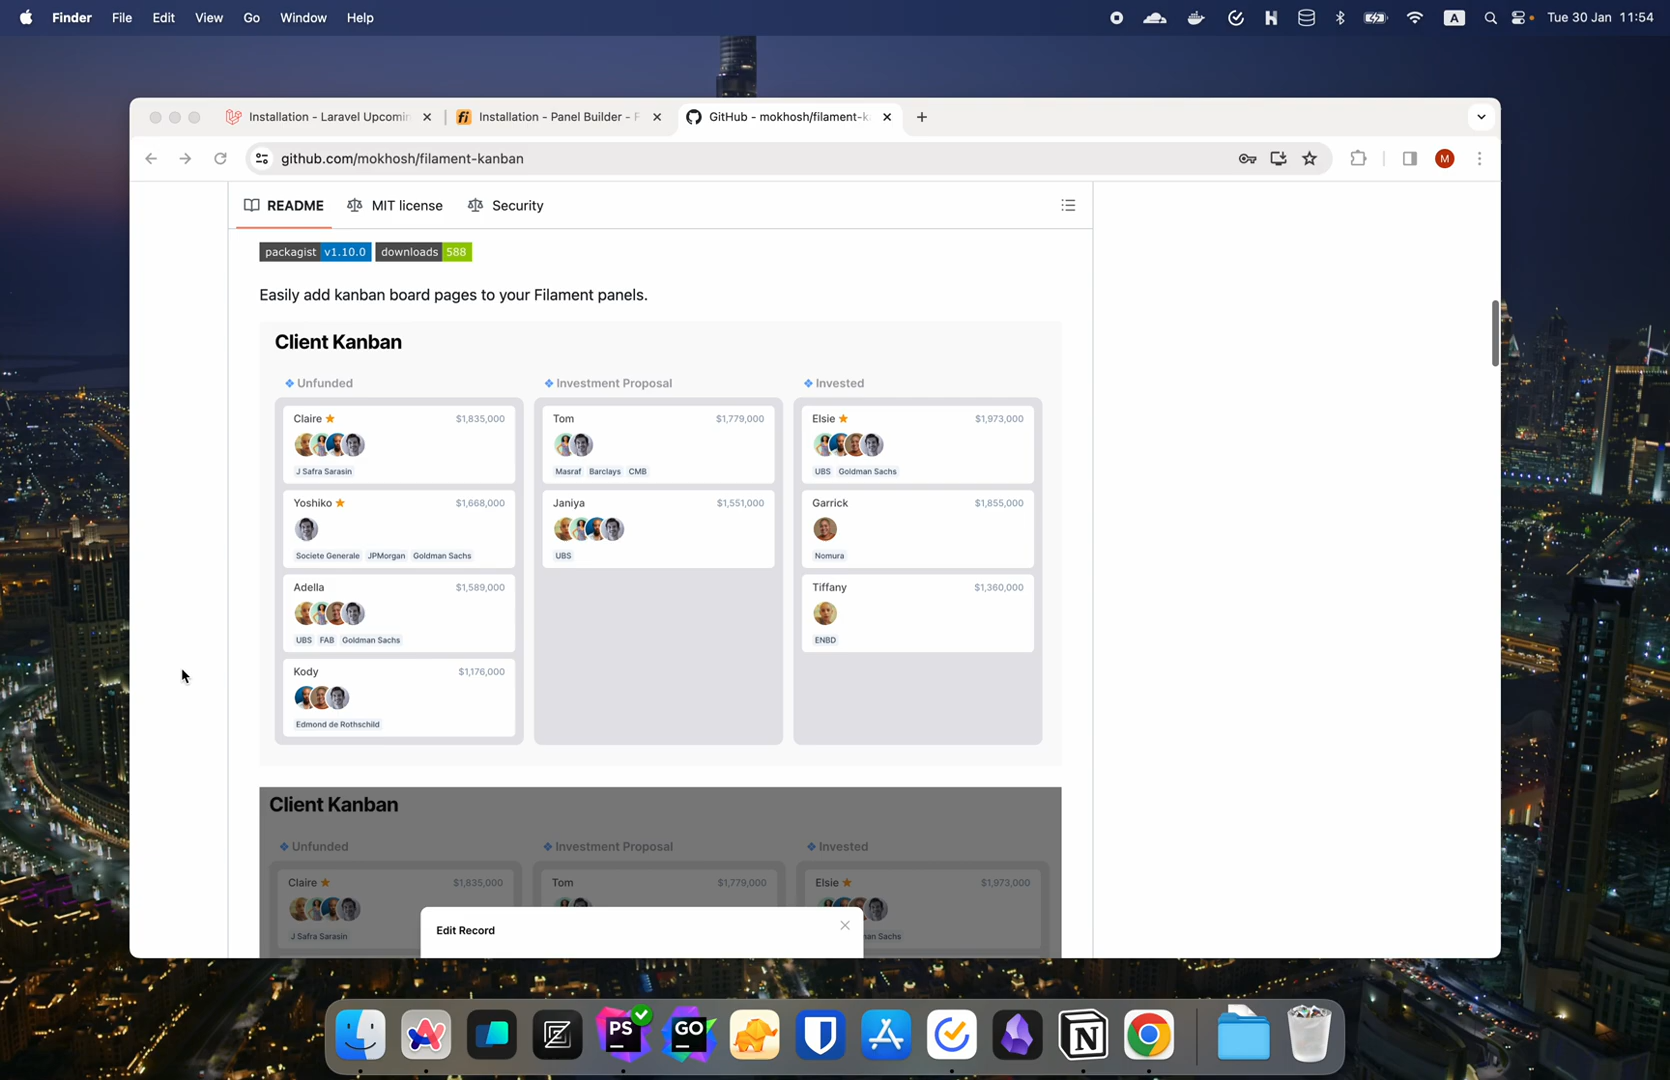 Finder File Edit View Go Window Help
A Tue 30 Jan 11:54
Installation - Laravel Upcomin
Installation - Panel Builder - F
GitHub - mokhosh/filament-k
github.com/mokhosh/filament-kanban
M
README MIT license Security
packagist v1.10.0 downloads 588
Easily add kanban board pages to your Filament panels.
Client Kanban
Unfunded
Claire $1,835,000
J Safra Sarasin
Yoshiko $1,668,000
Societe Generale JPMorgan Goldman Sachs
Adella $1,589,000
UBS FAB Goldman Sachs
Kody $1,176,000
Edmond de Rothschild
Investment Proposal
Tom $1,779,000
Masraf Barclays CMB
Janiya $1,551,000
UBS
Invested
Elsie $1,973,000
UBS Goldman Sachs
Garrick $1,855,000
Nomura
Tiffany $1,360,000
ENBD
Client Kanban
Unfunded Investment Proposal Invested
Claire $1,835,000 Tom $1,779,000 Elsie $1,973,000
J Safra Sarasin
man Sachs
Edit Record
PS GO